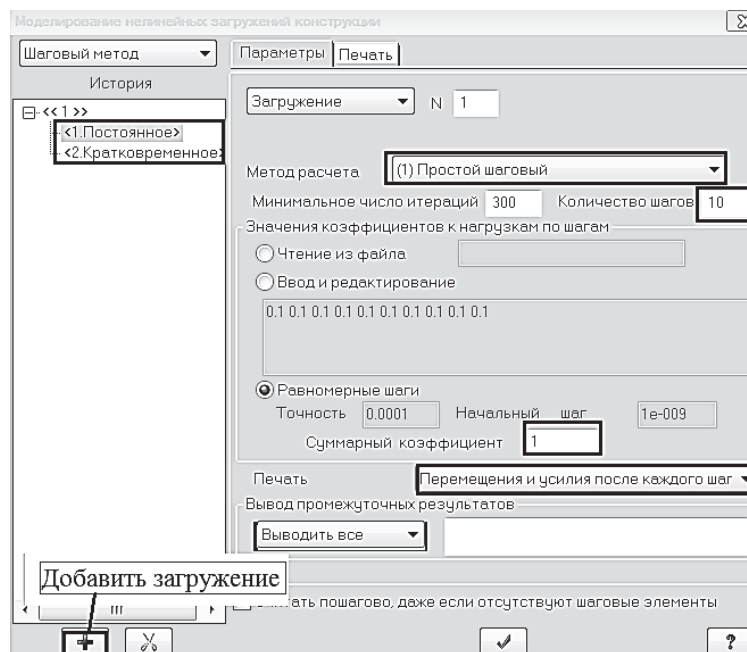 Моделирование нелинейных загружений конструкции
Шаговый метод
Параметры Печать
История
<<1>>
<1.Постоянное>
<2.Кратковременное>
Загружение N 1
Метод расчета (1) Простой шаговый
Минимальное число итераций 300 Количество шагов 10
Значения коэффициентов к нагрузкам по шагам
Чтение из файла
Ввод и редактирование
0.1 0.1 0.1 0.1 0.1 0.1 0.1 0.1 0.1 0.1
Равномерные шаги
Точность 0.0001 Начальный шаг 1e-009
Суммарный коэффициент 1
Печать Перемещения и усилия после каждого шаг
Вывод промежуточных результатов
Выводить все
Добавить загружение
пошагово, даже если отсутствуют шаговые элементы
+ ?